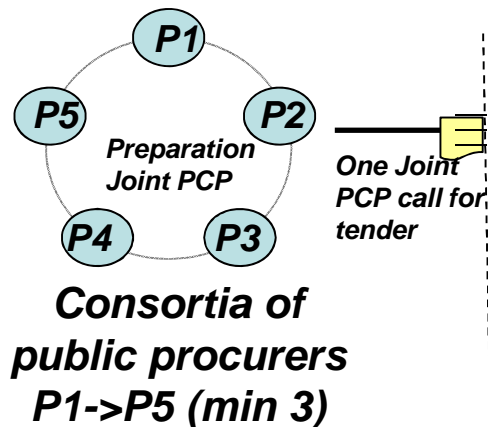 P1
P5
P2
Preparation
Joint PCP
P4
P3
One Joint
PCP call for
tender
Consortia of
public procurers
P1->P5 (min 3)